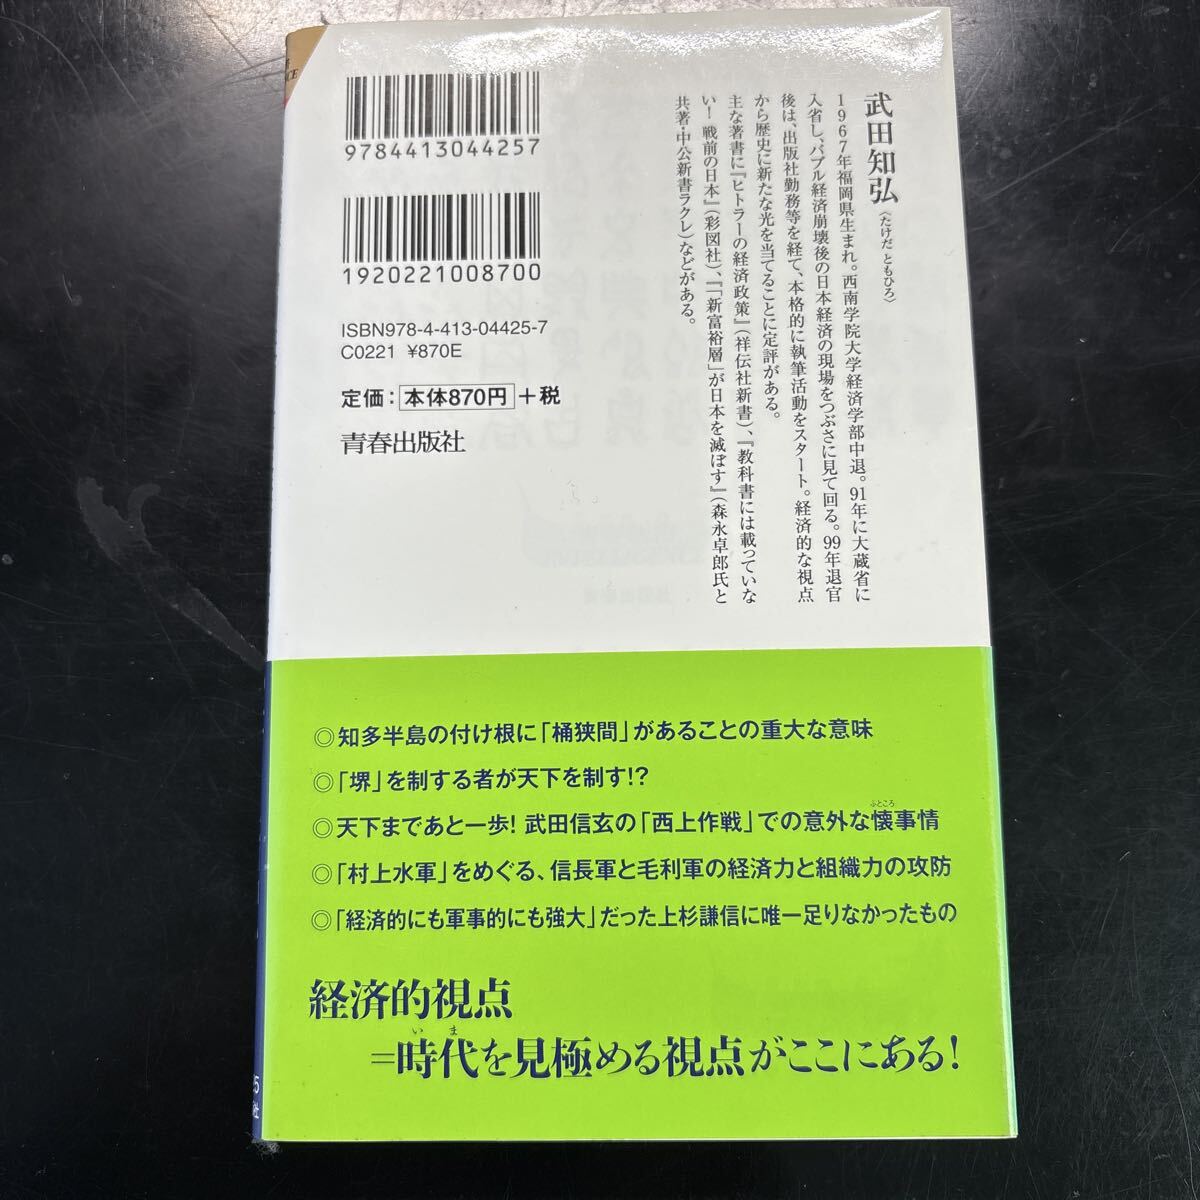 武田知弘〈たけだ ともひろ〉
1967年福岡県生まれ。西南学院大学経済学部中退。91年に大蔵省に
入省し、バブル経済崩壊後の日本経済の現場をつぶさに見て回る。99年退官
後は、出版社勤務等を経て、本格的に執筆活動をスタート。経済的な視点
から歴史に新たな光を当てることに定評がある。
主な著書に『ヒトラーの経済政策』(祥伝社新書)、『教科書には載っていな
い! 戦前の日本』(彩図社)、『「新富裕層」が日本を滅ぼす』(森永卓郎氏と
共著・中公新書ラクレ)などがある。
9784413044257
1920221008700
ISBN978-4-413-04425-7
C0221 ¥870E
定価:本体870円+税
青春出版社
◎知多半島の付け根に「桶狭間」があることの重大な意味
◎「堺」を制する者が天下を制す!?
ふところ
◎天下まであと一歩! 武田信玄の「西上作戦」での意外な懐事情
◎「村上水軍」をめぐる、信長軍と毛利軍の経済力と組織力の攻防
◎「経済的にも軍事的にも強大」だった上杉謙信に唯一足りなかったもの
経済的視点
いま
=時代を見極める視点がここにある!